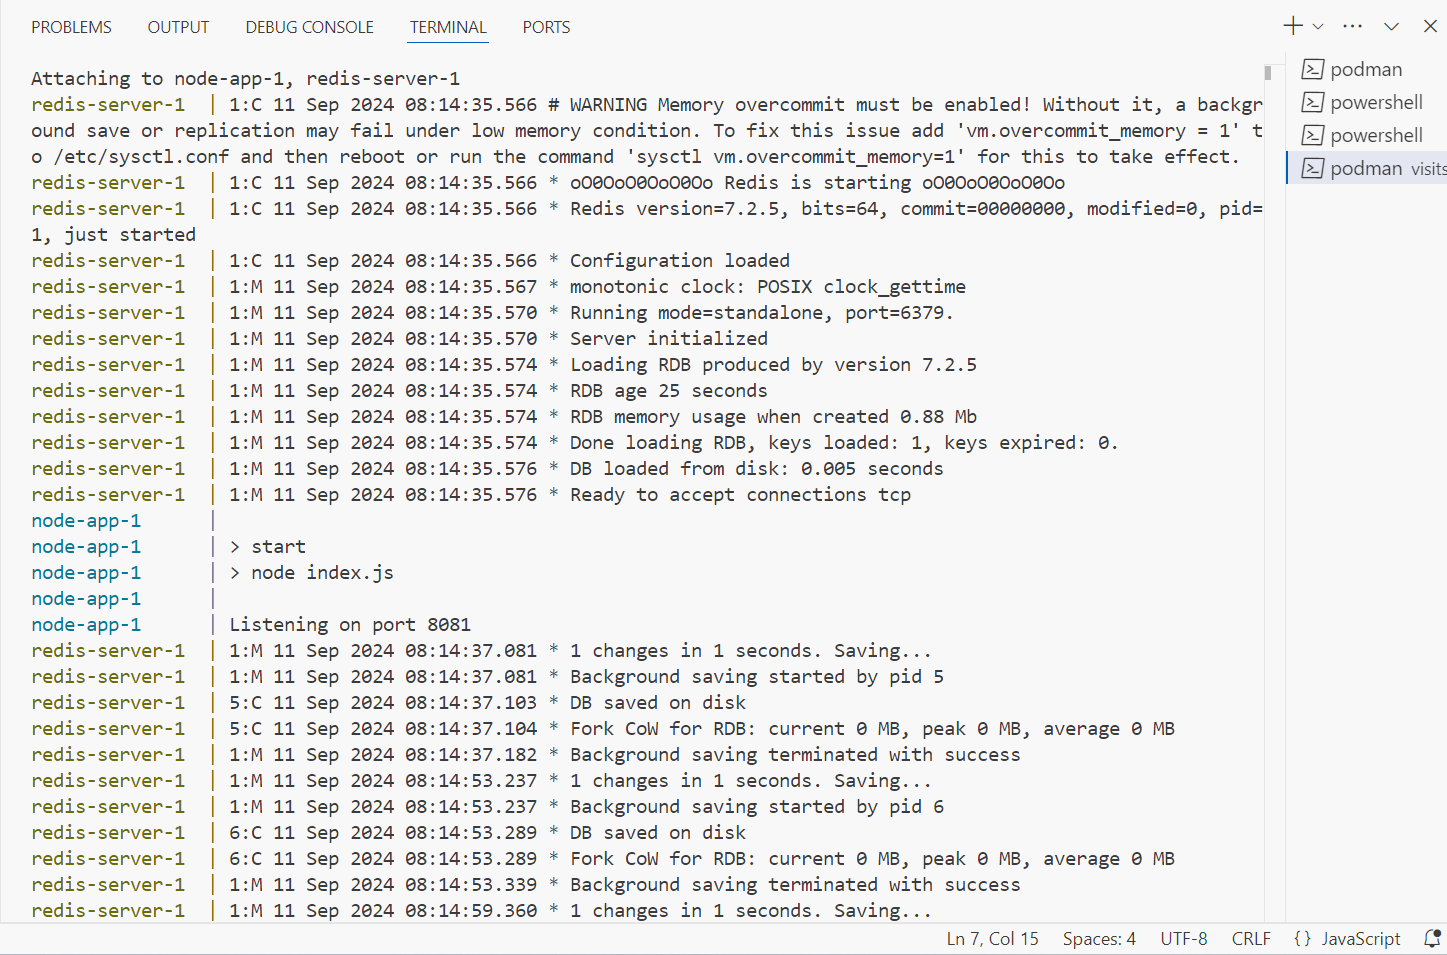 PROBLEMS OUTPUT DEBUG CONSOLE TERMINAL PORTS
Attaching to node-app-1, redis-server-1
redis-server-1 | 1:C 11 Sep 2024 08:14:35.566 # WARNING Memory overcommit must be enabled! Without it, a backgr
ound save or replication may fail under low memory condition. To fix this issue add 'vm.overcommit_memory = 1' t
o /etc/sysctl.conf and then reboot or run the command 'sysctl vm.overcommit_memory=1' for this to take effect.
redis-server-1 | 1:C 11 Sep 2024 08:14:35.566 * oO0OoO0OoO0Oo Redis is starting oO0OoO0OoO0Oo
redis-server-1 | 1:C 11 Sep 2024 08:14:35.566 * Redis version=7.2.5, bits=64, commit=00000000, modified=0, pid=
1, just started
redis-server-1 | 1:C 11 Sep 2024 08:14:35.566 * Configuration loaded
redis-server-1 | 1:M 11 Sep 2024 08:14:35.567 * monotonic clock: POSIX clock_gettime
redis-server-1 | 1:M 11 Sep 2024 08:14:35.570 * Running mode=standalone, port=6379.
redis-server-1 | 1:M 11 Sep 2024 08:14:35.570 * Server initialized
redis-server-1 | 1:M 11 Sep 2024 08:14:35.574 * Loading RDB produced by version 7.2.5
redis-server-1 | 1:M 11 Sep 2024 08:14:35.574 * RDB age 25 seconds
redis-server-1 | 1:M 11 Sep 2024 08:14:35.574 * RDB memory usage when created 0.88 Mb
redis-server-1 | 1:M 11 Sep 2024 08:14:35.574 * Done loading RDB, keys loaded: 1, keys expired: 0.
redis-server-1 | 1:M 11 Sep 2024 08:14:35.576 * DB loaded from disk: 0.005 seconds
redis-server-1 | 1:M 11 Sep 2024 08:14:35.576 * Ready to accept connections tcp
node-app-1 |
node-app-1 | > start
node-app-1 | > node index.js
node-app-1 |
node-app-1 | Listening on port 8081
redis-server-1 | 1:M 11 Sep 2024 08:14:37.081 * 1 changes in 1 seconds. Saving...
redis-server-1 | 1:M 11 Sep 2024 08:14:37.081 * Background saving started by pid 5
redis-server-1 | 5:C 11 Sep 2024 08:14:37.103 * DB saved on disk
redis-server-1 | 5:C 11 Sep 2024 08:14:37.104 * Fork CoW for RDB: current 0 MB, peak 0 MB, average 0 MB
redis-server-1 | 1:M 11 Sep 2024 08:14:37.182 * Background saving terminated with success
redis-server-1 | 1:M 11 Sep 2024 08:14:53.237 * 1 changes in 1 seconds. Saving...
redis-server-1 | 1:M 11 Sep 2024 08:14:53.237 * Background saving started by pid 6
redis-server-1 | 6:C 11 Sep 2024 08:14:53.289 * DB saved on disk
redis-server-1 | 6:C 11 Sep 2024 08:14:53.289 * Fork CoW for RDB: current 0 MB, peak 0 MB, average 0 MB
redis-server-1 | 1:M 11 Sep 2024 08:14:53.339 * Background saving terminated with success
redis-server-1 | 1:M 11 Sep 2024 08:14:59.360 * 1 changes in 1 seconds. Saving...
podman
powershell
powershell
podman visits
Ln 7, Col 15 Spaces: 4 UTF-8 CRLF {} JavaScript